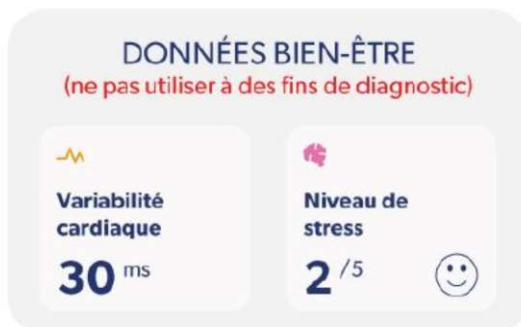 DONNÉES BIEN-ÊTRE
(ne pas utiliser à des fins de diagnostic)
Variabilité
cardiaque
30 ms
Niveau de
stress
2 /5